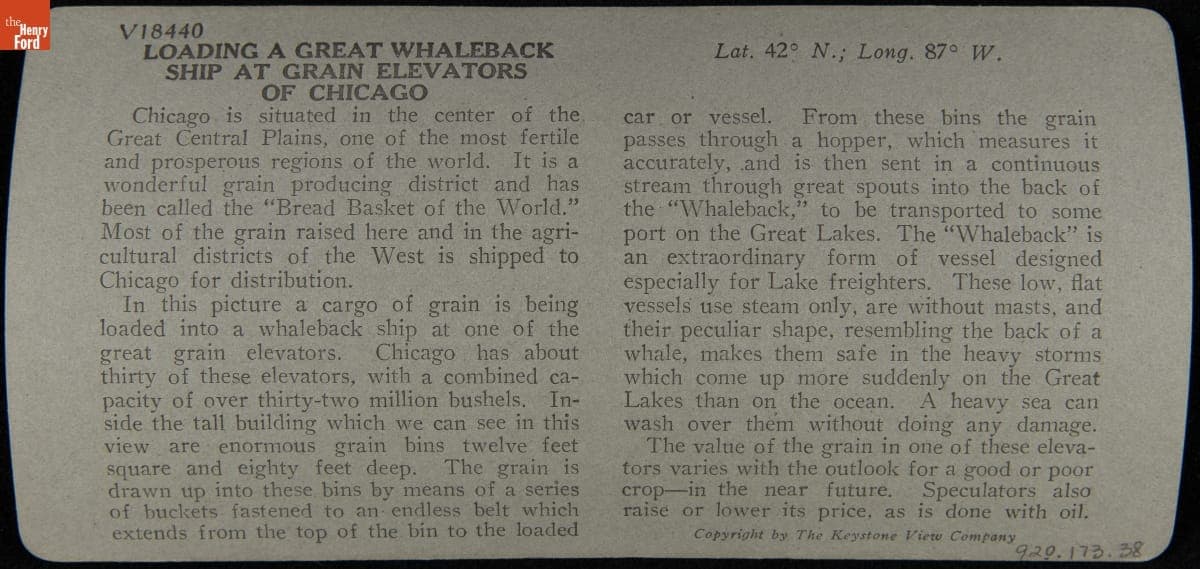 the
Henry
Ford
V18440
LOADING A GREAT WHALEBACK
SHIP AT GRAIN ELEVATORS
OF CHICAGO
Chicago is situated in the center of the
Great Central Plains, one of the most fertile
and prosperous regions of the world. It is a
wonderful grain producing district and has
been called the “Bread Basket of the World.”
Most of the grain raised here and in the agri-
cultural districts of the West is shipped to
Chicago for distribution.
In this picture a cargo of grain is being
loaded into a whaleback ship at one of the
great grain elevators. Chicago has about
thirty of these elevators, with a combined ca-
pacity of over thirty-two million bushels. In-
side the tall building which we can see in this
view are enormous grain bins twelve feet
square and eighty feet deep. The grain is
drawn up into these bins by means of a series
of buckets fastened to an endless belt which
extends from the top of the bin to the loaded
Lat. 42° N.; Long. 87° W.
car or vessel. From these bins the grain
passes through a hopper, which measures it
accurately, and is then sent in a continuous
stream through great spouts into the back of
the “Whaleback,” to be transported to some
port on the Great Lakes. The “Whaleback” is
an extraordinary form of vessel designed
especially for Lake freighters. These low, flat
vessels use steam only, are without masts, and
their peculiar shape, resembling the back of a
whale, makes them safe in the heavy storms
which come up more suddenly on the Great
Lakes than on the ocean. A heavy sea can
wash over them without doing any damage.
The value of the grain in one of these eleva-
tors varies with the outlook for a good or poor
crop—in the near future. Speculators also
raise or lower its price, as is done with oil.
Copyright by The Keystone View Company
929.173.38